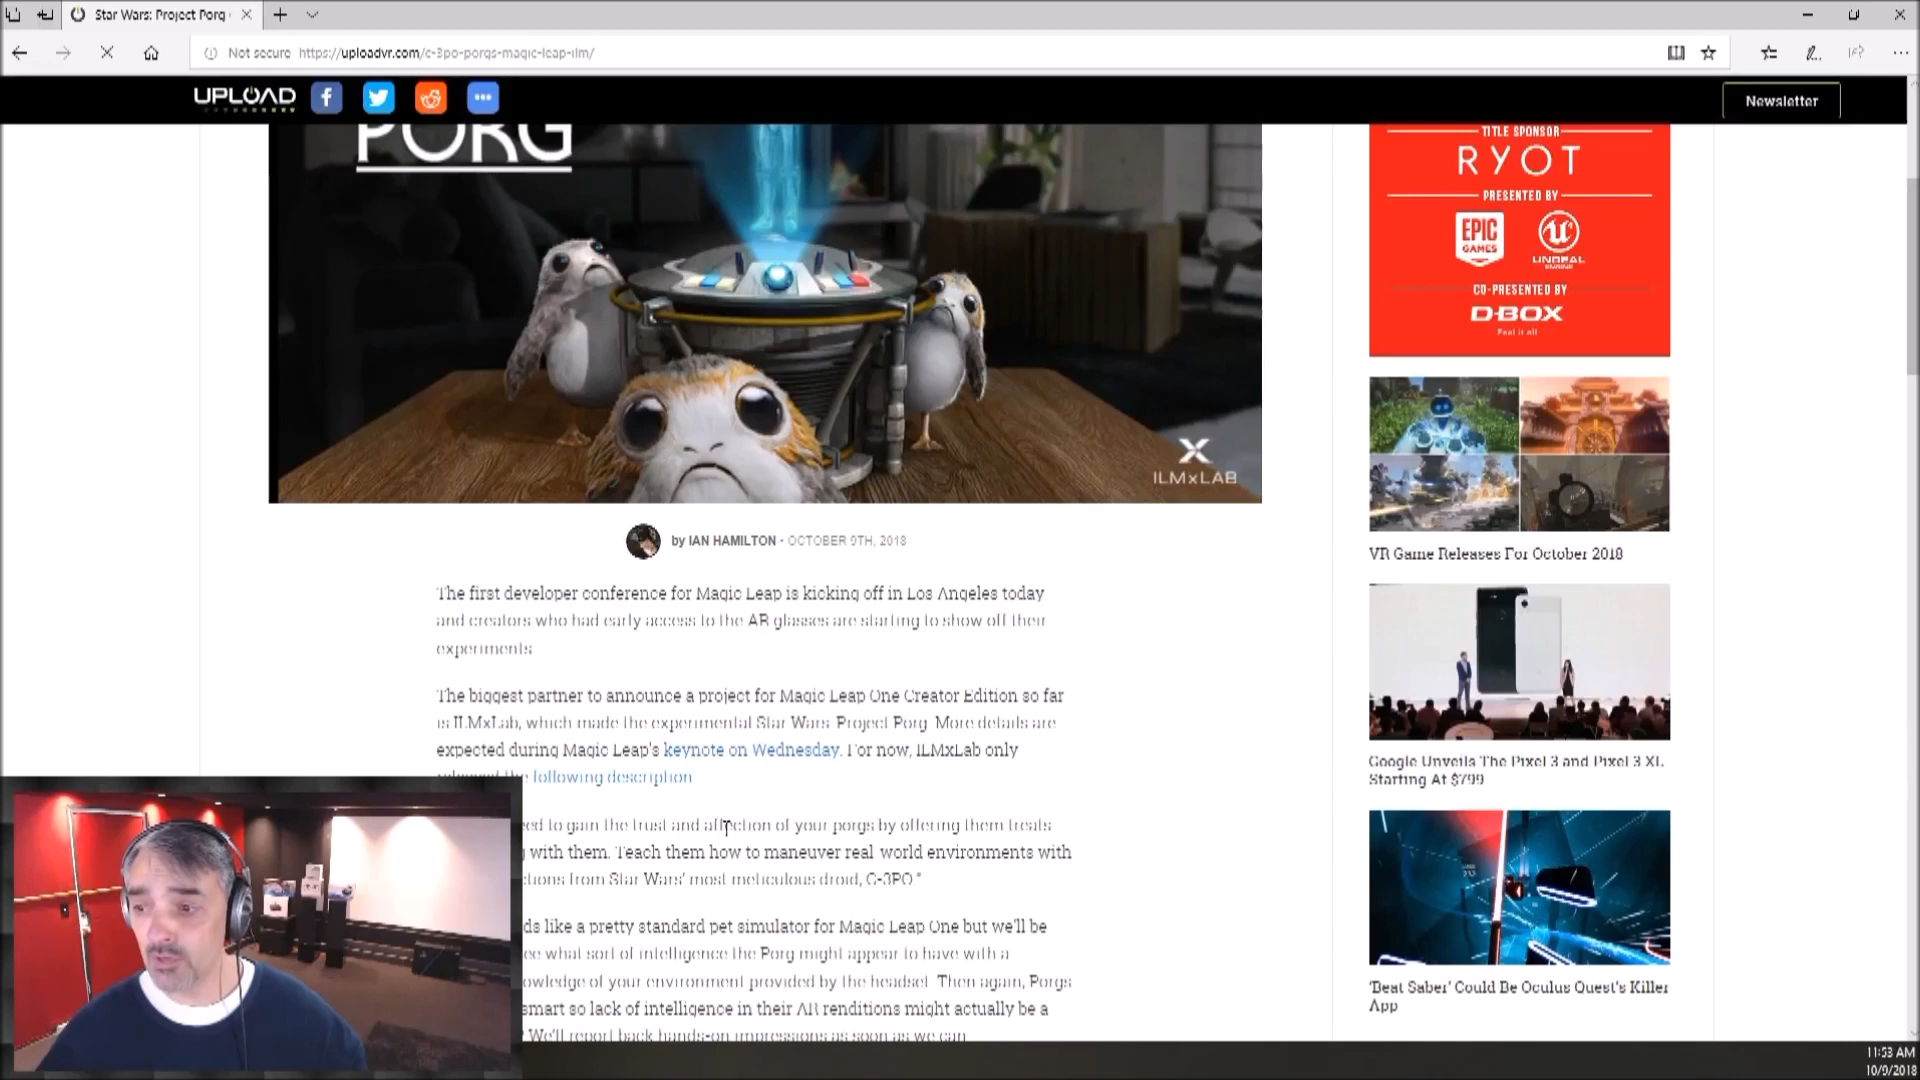 Star Wars: Project Porg
Not secure https://uploadvr.com/c-3po-porgs-magic-leap-ilm/
UPLOAD
Newsletter
PORG
ILMxLAB
TITLE SPONSOR
RYOT
PRESENTED BY
EPIC
GAMES
UNREAL
ENGINE
CO-PRESENTED BY
D-BOX
Feel it all
by IAN HAMILTON · OCTOBER 9TH, 2018
The first developer conference for Magic Leap is kicking off in Los Angeles today
and creators who had early access to the AR glasses are starting to show off their
experiments
The biggest partner to announce a project for Magic Leap One Creator Edition so far
is ILMxLab, which made the experimental Star Wars: Project Porg. More details are
expected during Magic Leap's keynote on Wednesday. For now, ILMxLab only
the following description
ed to gain the trust and affection of your porgs by offering them treats
with them. Teach them how to maneuver real-world environments with
ctions from Star Wars' most meticulous droid, C-3PO."
ds like a pretty standard pet simulator for Magic Leap One but we'll be
ee what sort of intelligence the Porg might appear to have with a
owledge of your environment provided by the headset. Then again, Porgs
smart so lack of intelligence in their AR renditions might actually be a
We'll report back hands-on impressions as soon as we can
VR Game Releases For October 2018
Google Unveils The Pixel 3 and Pixel 3 XL
Starting At $799
'Beat Saber' Could Be Oculus Quest's Killer
App
11:53 AM
10/9/2018